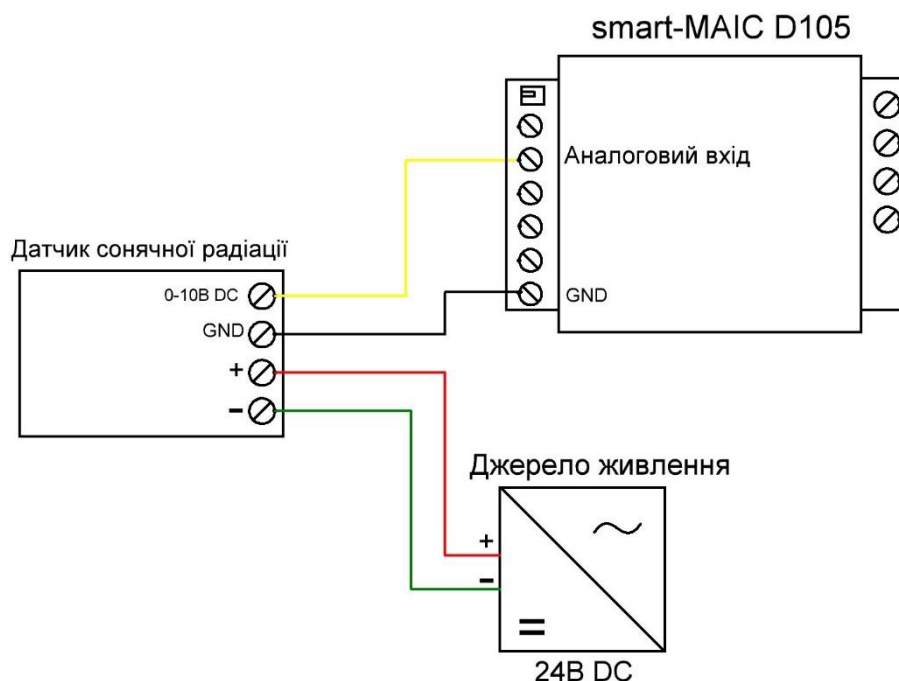 smart-MAIC D105
Аналоговий вхід
GND
Датчик сонячної радіації
0-10В DC
GND
+
-
Джерело живлення
+
-
24В DC